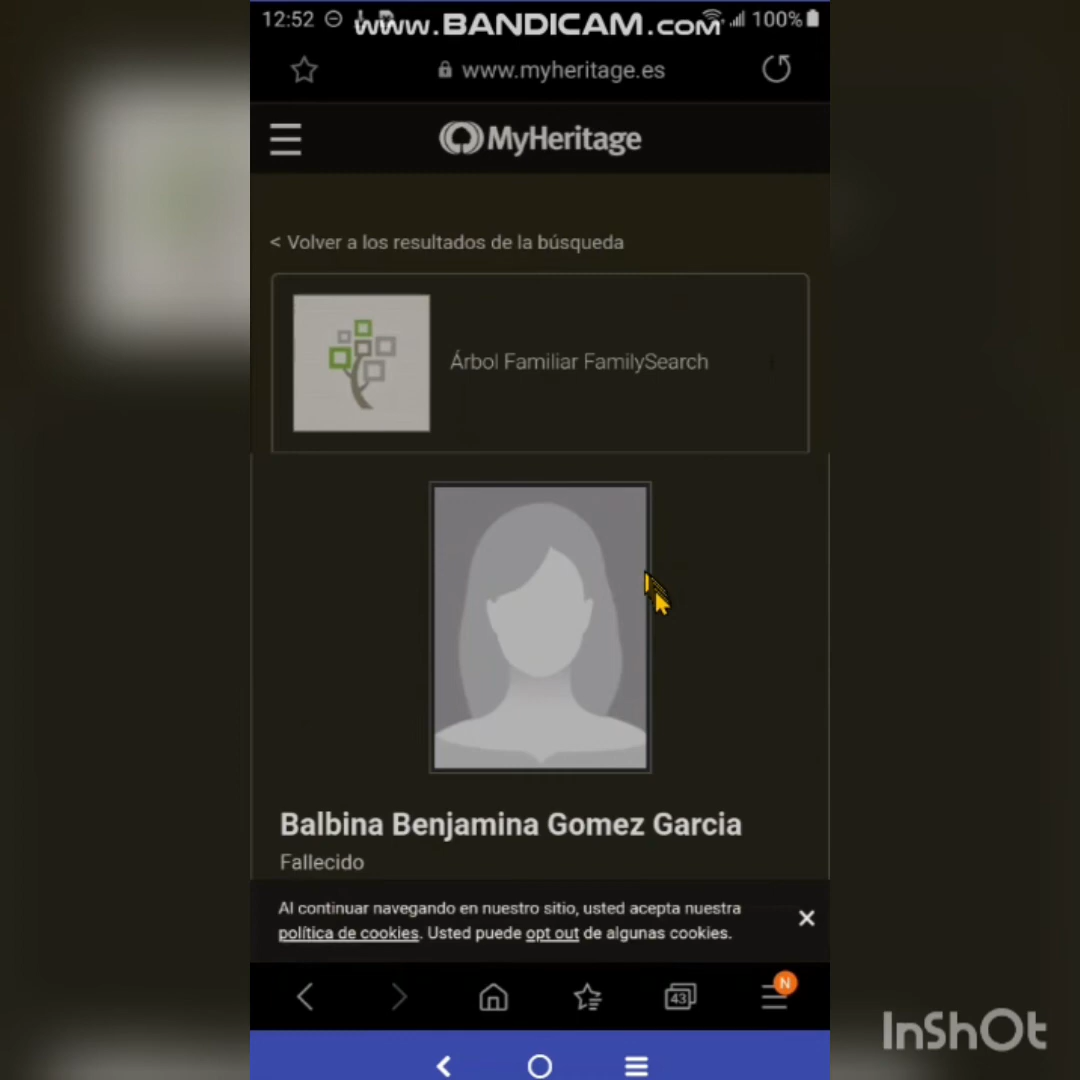 12:52
100%
www.BANDICAM.com
www.myheritage.es
MyHeritage
< Volver a los resultados de la búsqueda
Árbol Familiar FamilySearch
Balbina Benjamina Gomez Garcia
Fallecido
Al continuar navegando en nuestro sitio, usted acepta nuestra
política de cookies. Usted puede opt out de algunas cookies.
43
N
InShOt